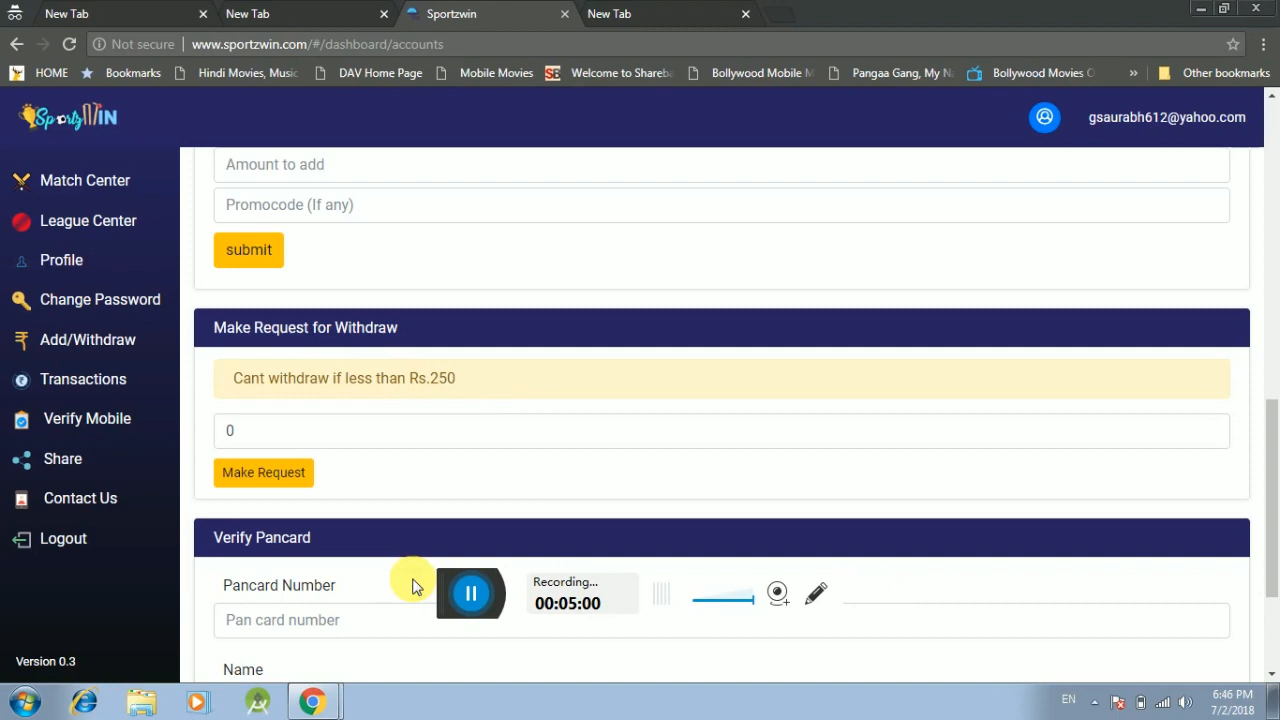 New Tab
New Tab
Sportzwin
New Tab
Not secure
www.sportzwin.com/#/dashboard/accounts
HOME
Bookmarks
Hindi Movies, Music
DAV Home Page
Mobile Movies
SB
Welcome to Shareba
Bollywood Mobile M
Pangaa Gang, My Na
Bollywood Movies O
»
Other bookmarks
SportzWIN
gsaurabh612@yahoo.com
Match Center
League Center
Profile
Change Password
Add/Withdraw
Transactions
Verify Mobile
Share
Contact Us
Logout
Version 0.3
Amount to add
Promocode (If any)
submit
Make Request for Withdraw
Cant withdraw if less than Rs.250
0
Make Request
Verify Pancard
Pancard Number
Pan card number
Name
Recording...
00:05:00
EN
6:46 PM
7/2/2018